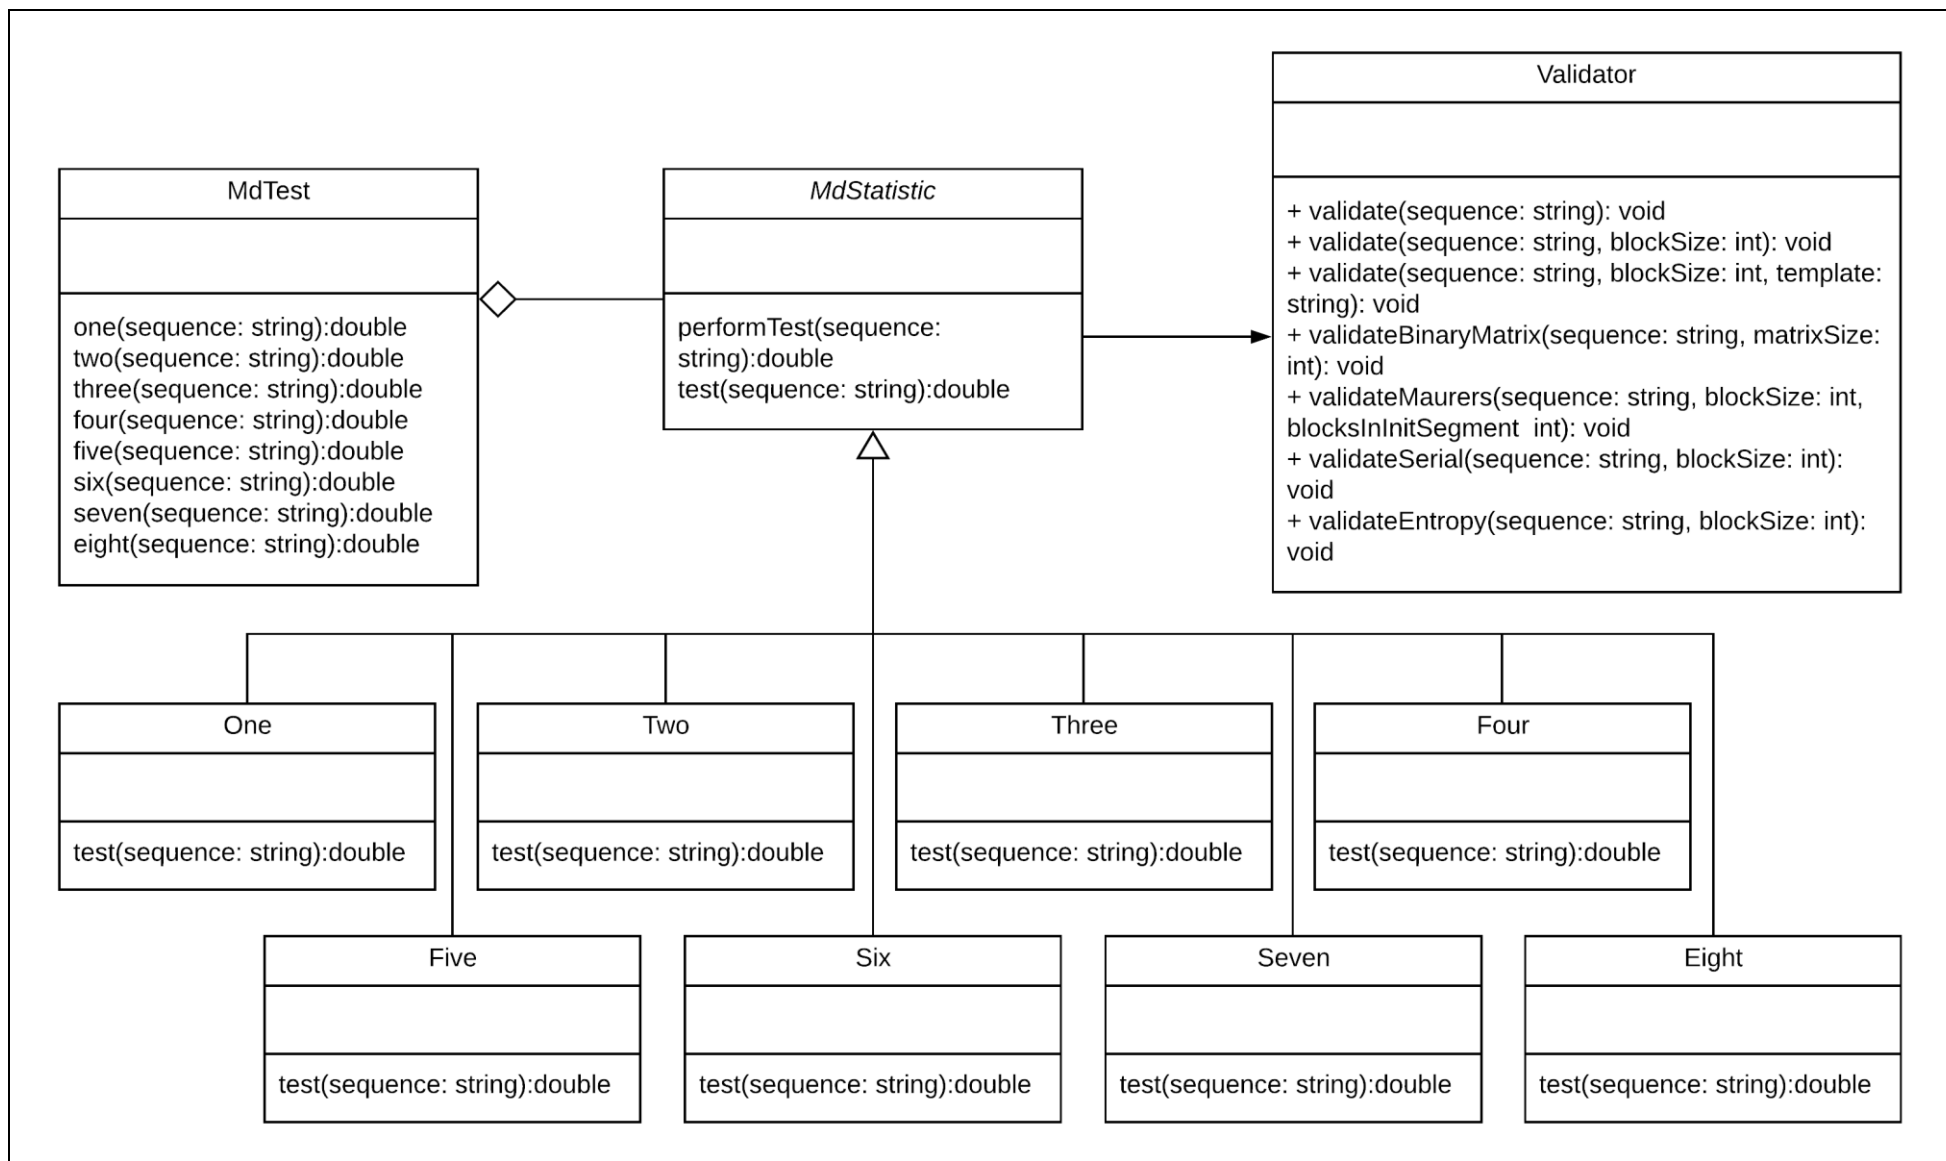 MdTest
one(sequence: string):double
two(sequence: string):double
three(sequence: string):double
four(sequence: string):double
five(sequence: string):double
six(sequence: string):double
seven(sequence: string):double
eight(sequence: string):double
MdStatistic
performTest(sequence:
string):double
test(sequence: string):double
Validator
+ validate(sequence: string): void
+ validate(sequence: string, blockSize: int): void
+ validate(sequence: string, blockSize: int, template:
string): void
+ validateBinaryMatrix(sequence: string, matrixSize:
int): void
+ validateMaurers(sequence: string, blockSize: int,
blocksInInitSegment  int): void
+ validateSerial(sequence: string, blockSize: int):
void
+ validateEntropy(sequence: string, blockSize: int):
void
One
test(sequence: string):double
Two
test(sequence: string):double
Three
test(sequence: string):double
Four
test(sequence: string):double
Five
test(sequence: string):double
Six
test(sequence: string):double
Seven
test(sequence: string):double
Eight
test(sequence: string):double